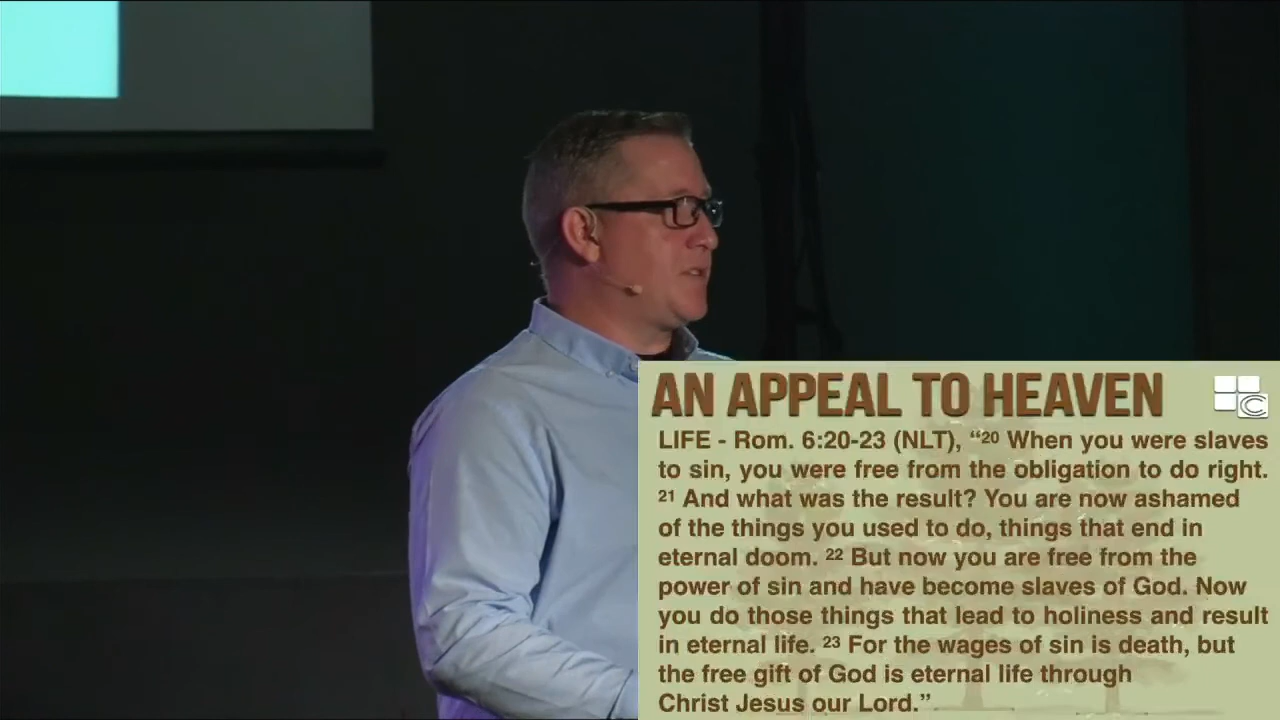 AN APPEAL TO HEAVEN
C
LIFE - Rom. 6:20-23 (NLT), “²⁰ When you were slaves
to sin, you were free from the obligation to do right.
²¹ And what was the result? You are now ashamed
of the things you used to do, things that end in
eternal doom. ²² But now you are free from the
power of sin and have become slaves of God. Now
you do those things that lead to holiness and result
in eternal life. ²³ For the wages of sin is death, but
the free gift of God is eternal life through
Christ Jesus our Lord.”